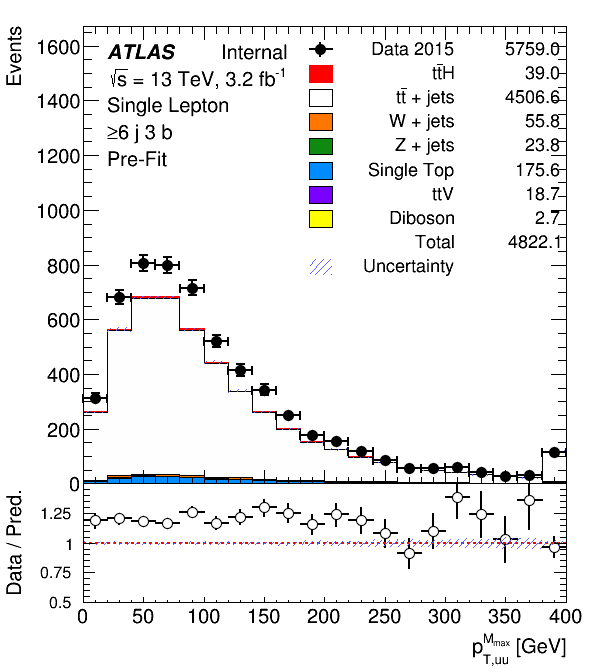 Events
1600
1400
1200
1000
800
600
400
200
0
ATLAS Internal
√s = 13 TeV, 3.2 fb⁻¹
Single Lepton
≥6 j 3 b
Pre-Fit
Data 2015 5759.0
tt̄H 39.0
tt̄ + jets 4506.6
W + jets 55.8
Z + jets 23.8
Single Top 175.6
ttV 18.7
Diboson 2.7
Total 4822.1
Uncertainty
Data / Pred.
1.25
1
0.75
0.5
0 50 100 150 200 250 300 350 400
p_{T,uu}^{M_{max}} [GeV]